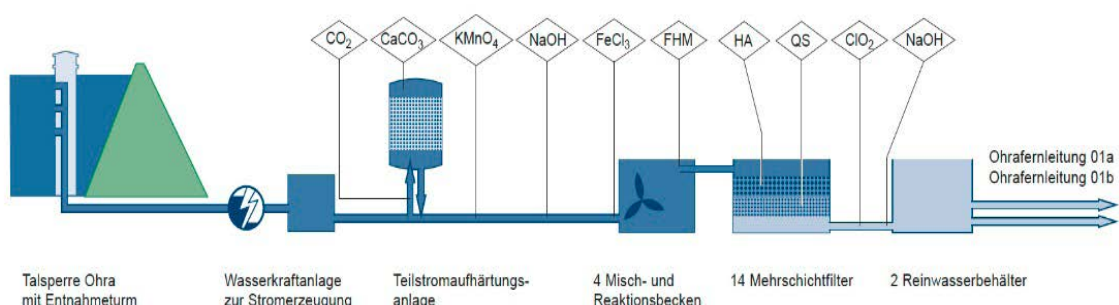 CO₂
CaCO₃
KMnO₄
NaOH
FeCl₃
FHM
HA
QS
ClO₂
NaOH
Ohrafernleitung 01a
Ohrafernleitung 01b
Talsperre Ohra
mit Entnahmeturm
Wasserkraftanlage
zur Stromerzeugung
Teilstromaufhärtungs-
anlage
4 Misch- und
Reaktionsbecken
14 Mehrschichtfilter
2 Reinwasserbehälter